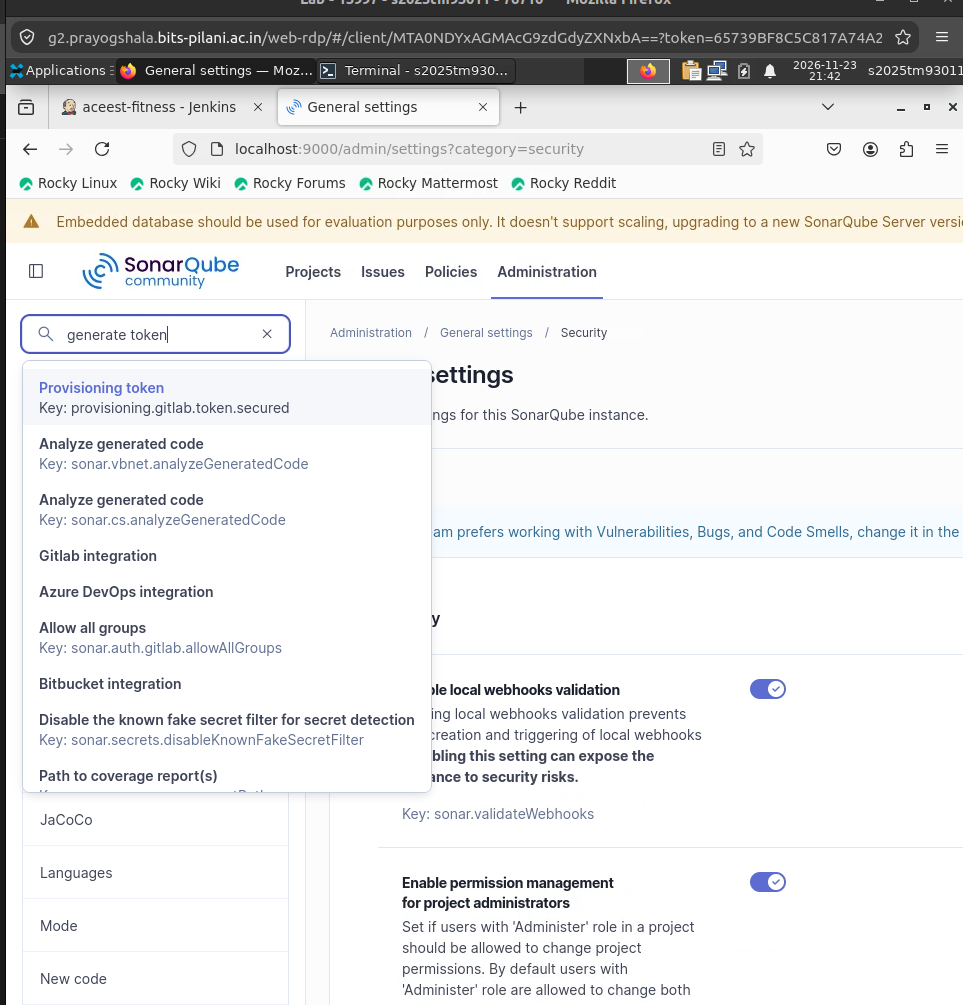 Lab - 15997 - s2025tm93011 - 76710 — Mozilla Firefox
g2.prayogshala.bits-pilani.ac.in/web-rdp/#/client/MTA0NDYxAGMAcG9zdGdyZXNxbA==?token=65739BF8C5C817A74A2
Applications
General settings — Moz...
Terminal - s2025tm930...
2026-11-23
21:42
s2025tm93011
aceest-fitness - Jenkins
General settings
localhost:9000/admin/settings?category=security
Rocky Linux
Rocky Wiki
Rocky Forums
Rocky Mattermost
Rocky Reddit
Embedded database should be used for evaluation purposes only. It doesn't support scaling, upgrading to a new SonarQube Server versi
SonarQube
community
Projects
Issues
Policies
Administration
generate token
Administration / General settings / Security
Provisioning token
Key: provisioning.gitlab.token.secured
Analyze generated code
Key: sonar.vbnet.analyzeGeneratedCode
Analyze generated code
Key: sonar.cs.analyzeGeneratedCode
Gitlab integration
Azure DevOps integration
Allow all groups
Key: sonar.auth.gitlab.allowAllGroups
Bitbucket integration
Disable the known fake secret filter for secret detection
Key: sonar.secrets.disableKnownFakeSecretFilter
Path to coverage report(s)
JaCoCo
Languages
Mode
New code
settings
ngs for this SonarQube instance.
am prefers working with Vulnerabilities, Bugs, and Code Smells, change it in the
y
ble local webhooks validation
ing local webhooks validation prevents
creation and triggering of local webhooks
bling this setting can expose the
ance to security risks.
Key: sonar.validateWebhooks
Enable permission management
for project administrators
Set if users with 'Administer' role in a project
should be allowed to change project
permissions. By default users with
'Administer' role are allowed to change both